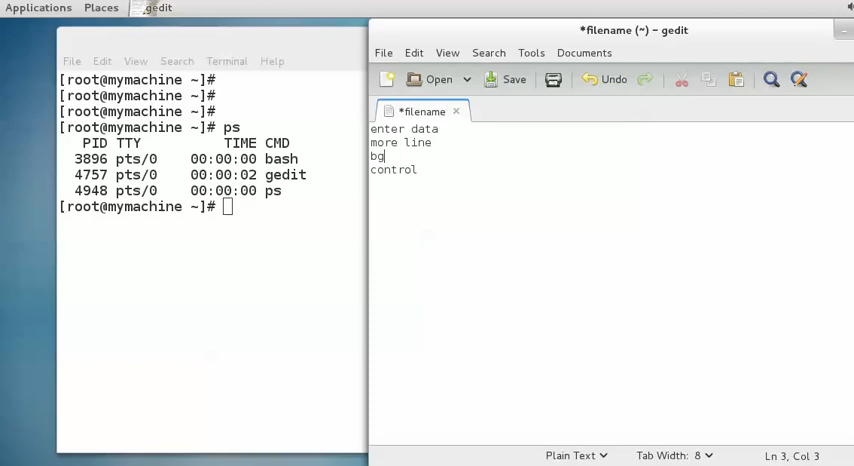 Applications Places gedit
*filename (~) – gedit
File Edit View Search Terminal Help
[root@mymachine ~]#
[root@mymachine ~]#
[root@mymachine ~]#
[root@mymachine ~]# ps
PID TTY TIME CMD
3896 pts/0 00:00:00 bash
4757 pts/0 00:00:02 gedit
4948 pts/0 00:00:00 ps
[root@mymachine ~]#
File Edit View Search Tools Documents
Open Save Undo
*filename
enter data
more line
bg
control
Plain Text Tab Width: 8 Ln 3, Col 3